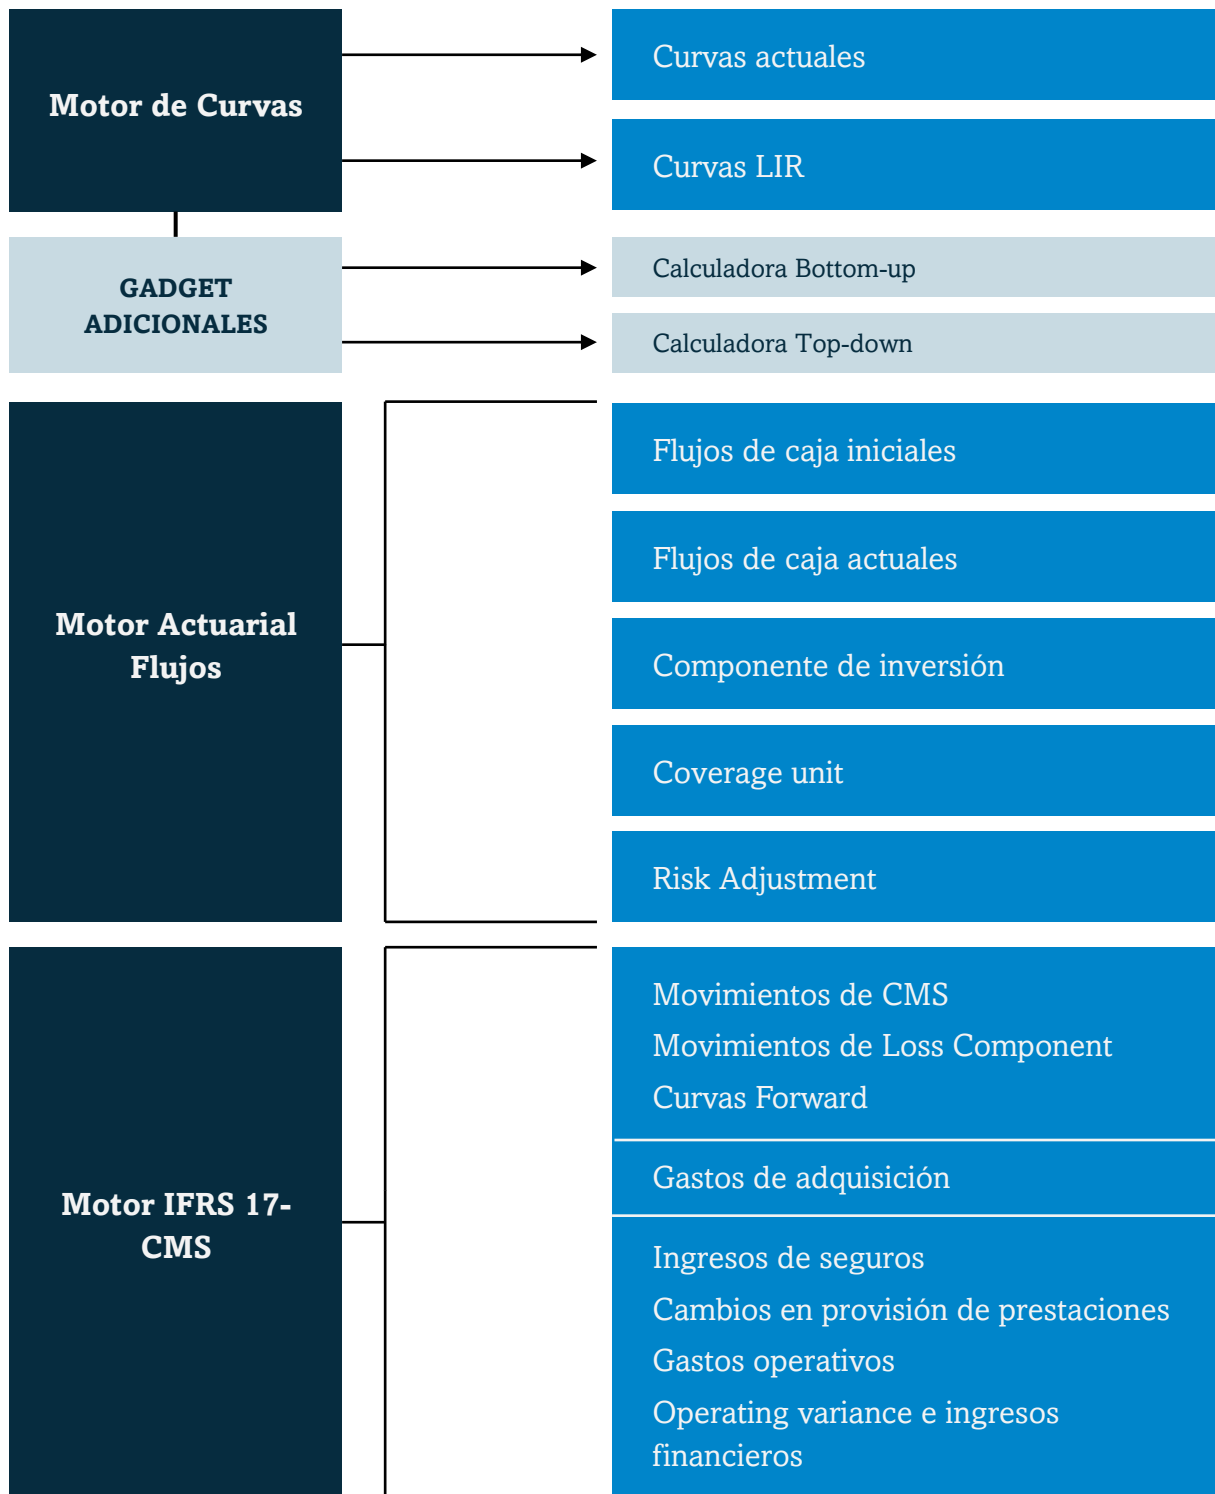 Motor de Curvas
Curvas actuales
Curvas LIR
GADGET
ADICIONALES
Calculadora Bottom-up
Calculadora Top-down
Motor Actuarial
Flujos
Flujos de caja iniciales
Flujos de caja actuales
Componente de inversión
Coverage unit
Risk Adjustment
Motor IFRS 17-
CMS
Movimientos de CMS
Movimientos de Loss Component
Curvas Forward
Gastos de adquisición
Ingresos de seguros
Cambios en provisión de prestaciones
Gastos operativos
Operating variance e ingresos
financieros